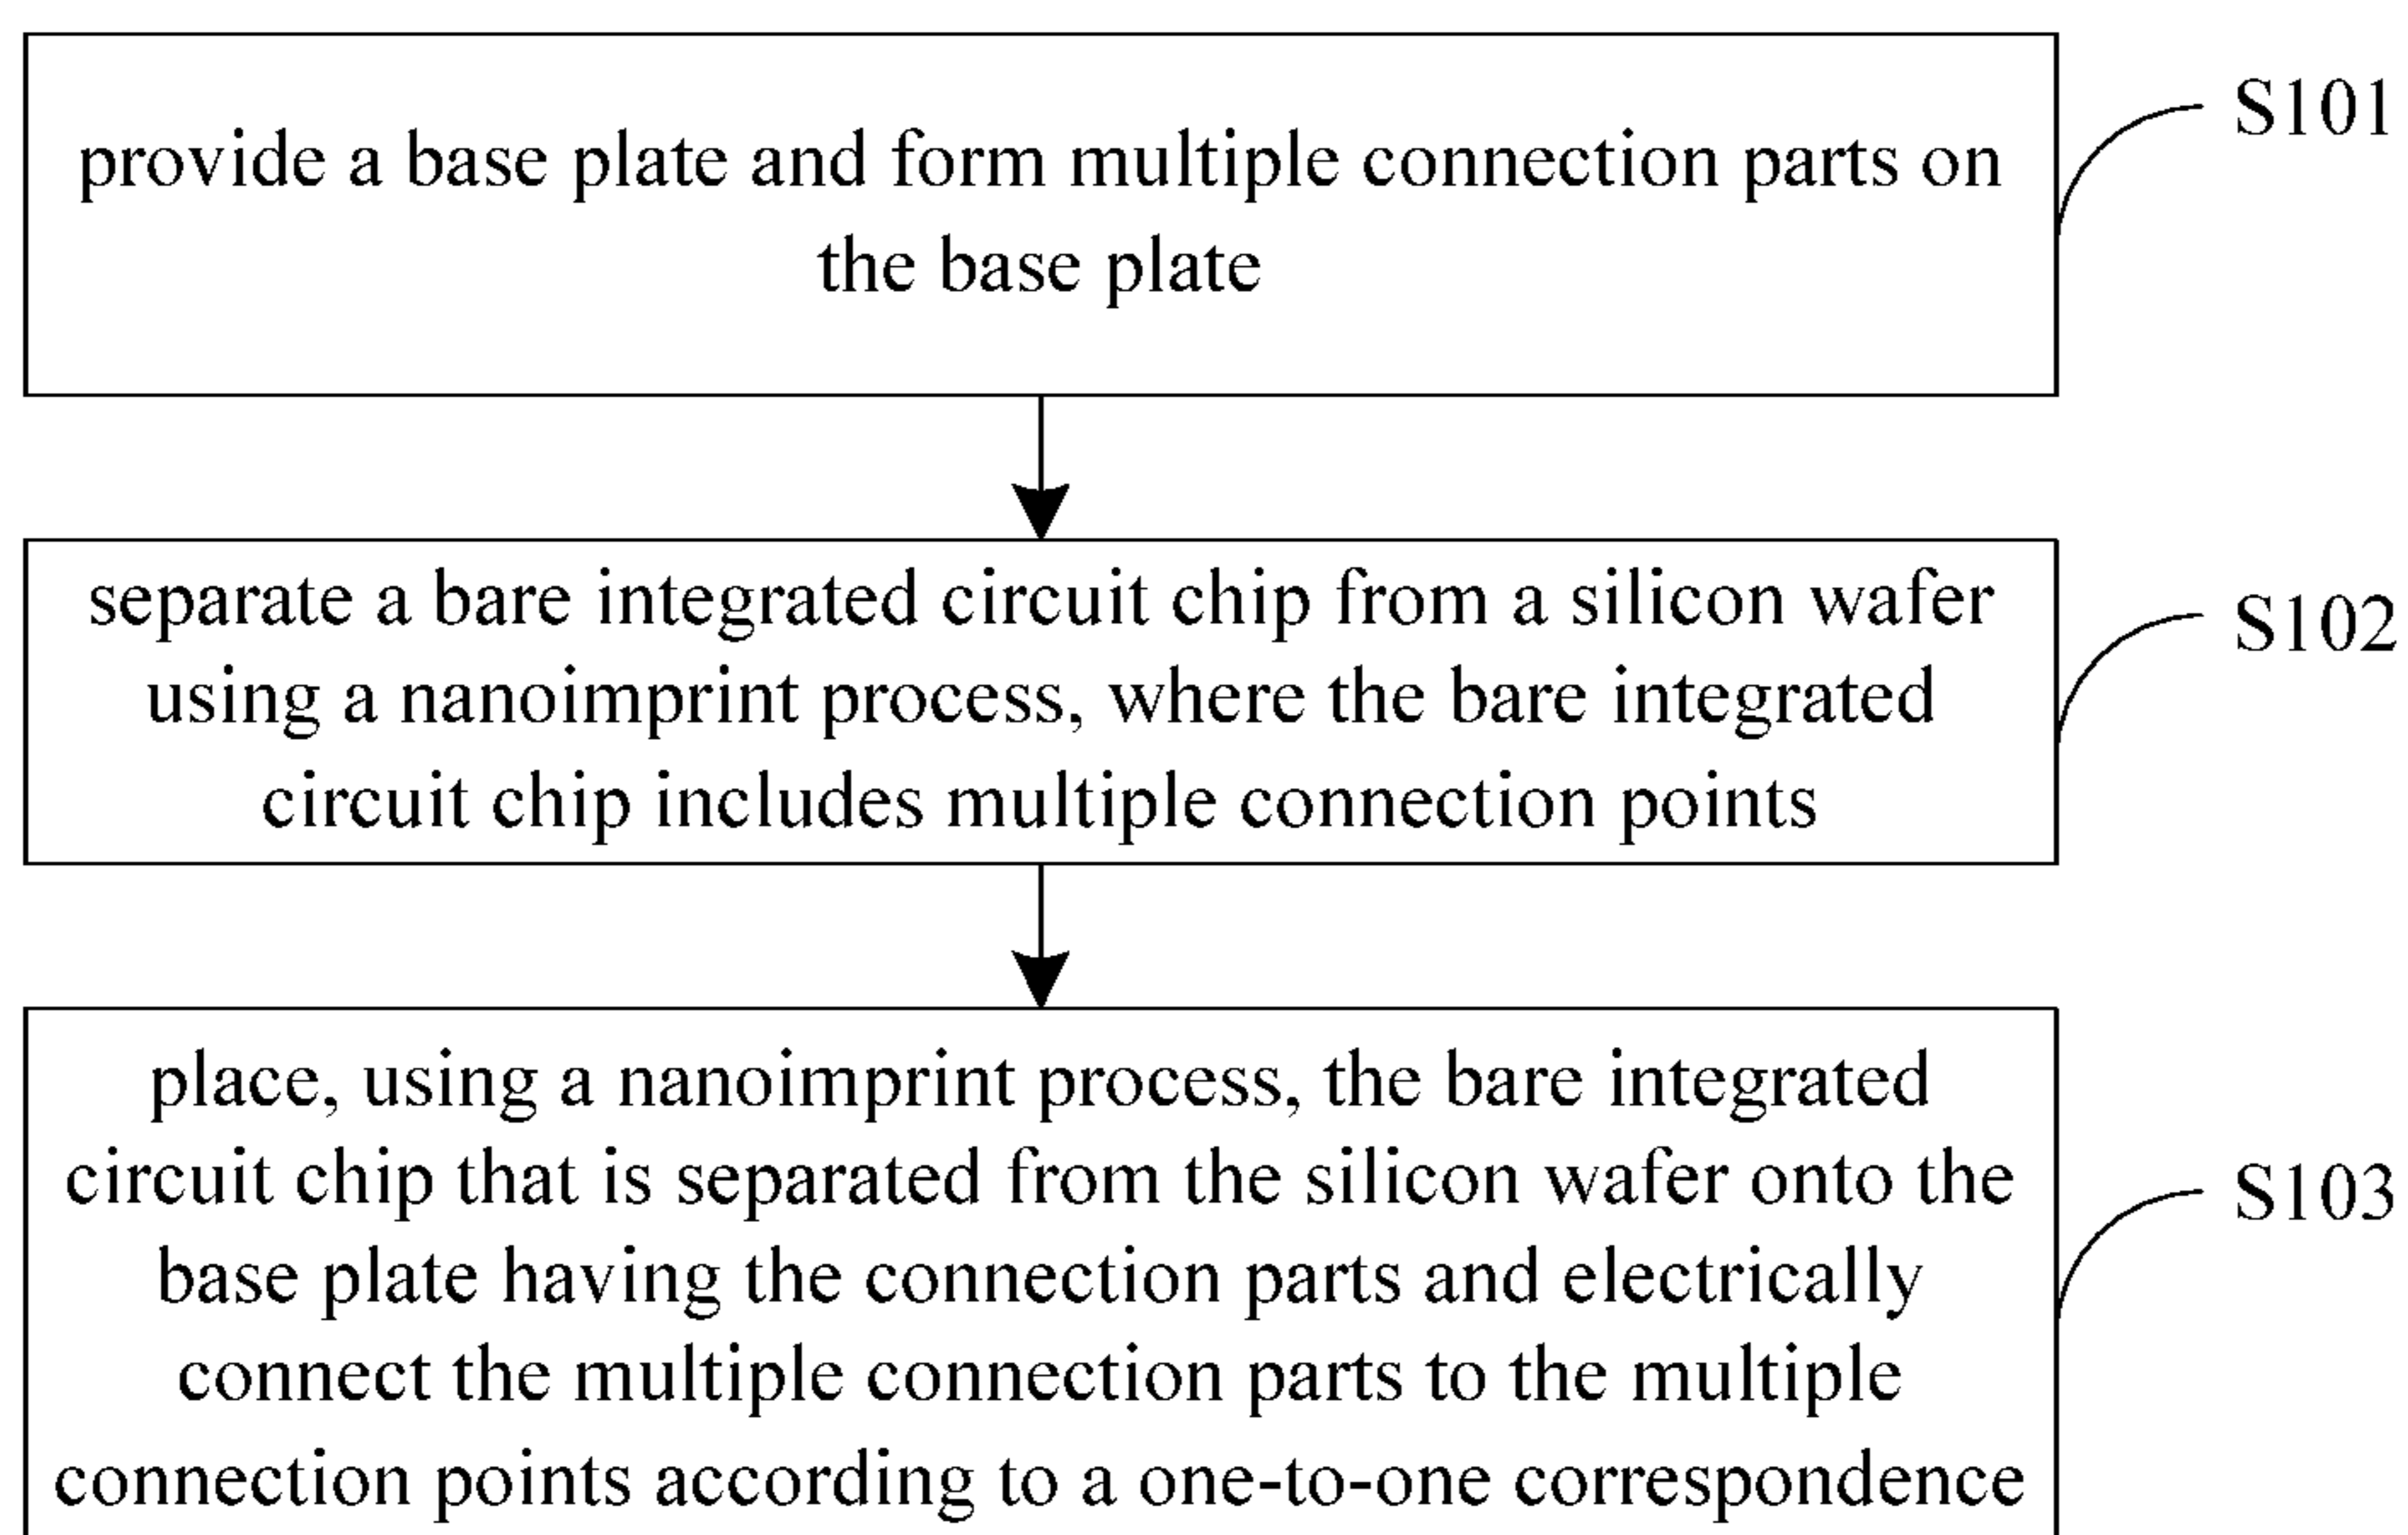 provide a base plate and form multiple connection parts on
the base plate
S101
separate a bare integrated circuit chip from a silicon wafer
using a nanoimprint process, where the bare integrated
circuit chip includes multiple connection points
S102
place, using a nanoimprint process, the bare integrated
circuit chip that is separated from the silicon wafer onto the
base plate having the connection parts and electrically
connect the multiple connection parts to the multiple
connection points according to a one-to-one correspondence
S103